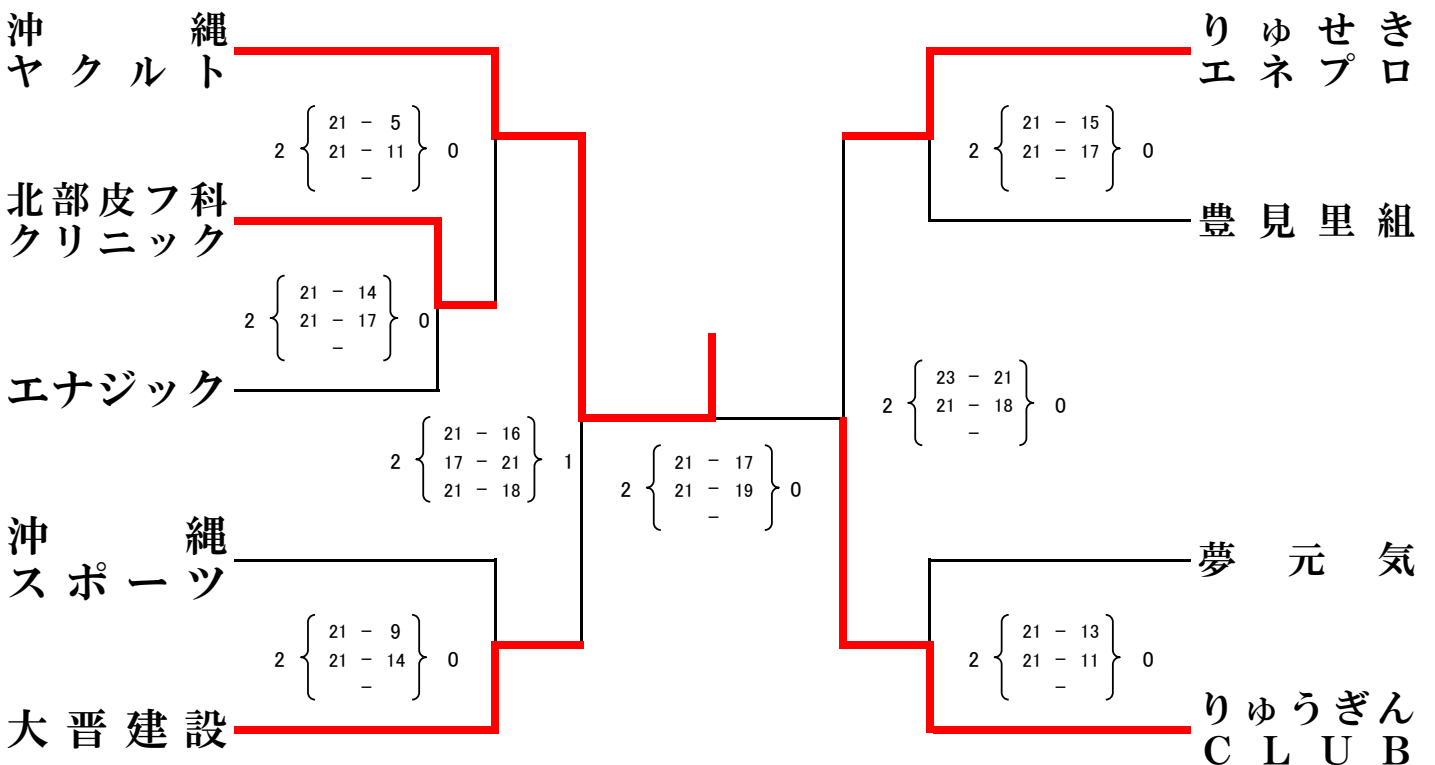 沖縄
ヤクルト
2 21 - 5 0
21 - 11
-
北部皮フ科
クリニック
2 21 - 14 0
21 - 17
-
エナジック
2 21 - 16 1
17 - 21
21 - 18
沖縄
スポーツ
2 21 - 9 0
21 - 14
-
大晋建設
2 21 - 17 0
21 - 19
-
りゅせき
エネプロ
2 21 - 15 0
21 - 17
-
豊見里組
2 23 - 21 0
21 - 18
-
夢元気
2 21 - 13 0
21 - 11
-
りゅうぎん
CLUB